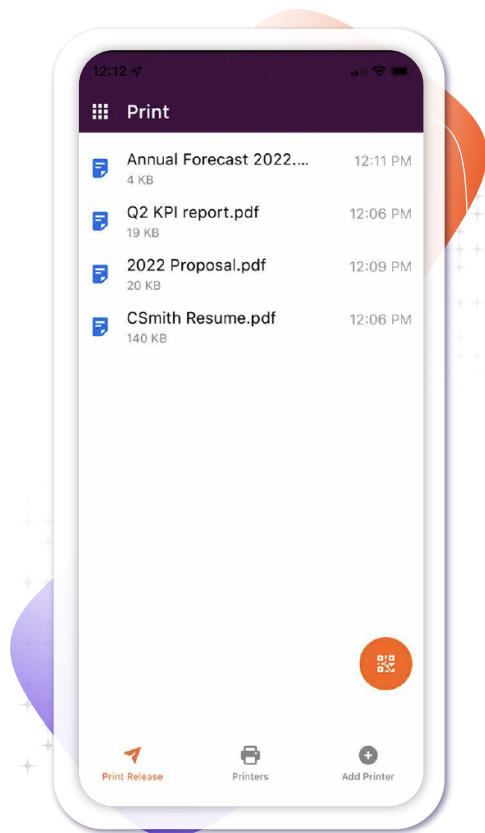 12:12
Print
Annual Forecast 2022....
12:11 PM
4 KB
Q2 KPI report.pdf
12:06 PM
19 KB
2022 Proposal.pdf
12:09 PM
20 KB
CSmith Resume.pdf
12:06 PM
140 KB
Print Release
Printers
Add Printer